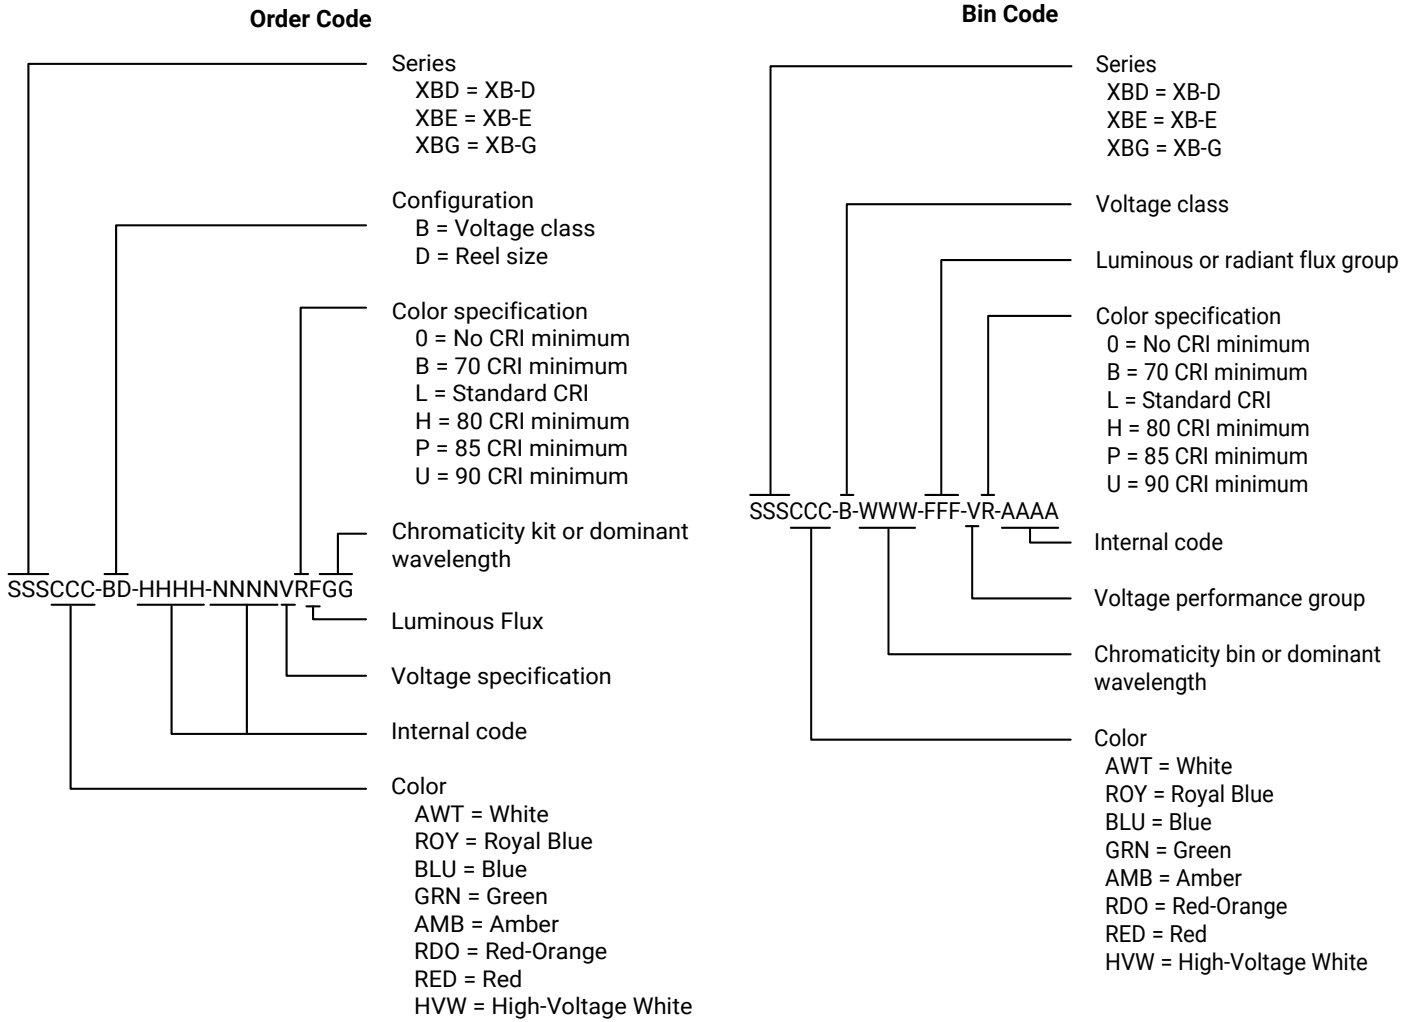 Order Code
Series
XBD = XB-D
XBE = XB-E
XBG = XB-G
Configuration
B = Voltage class
D = Reel size
Color specification
0 = No CRI minimum
B = 70 CRI minimum
L = Standard CRI
H = 80 CRI minimum
P = 85 CRI minimum
U = 90 CRI minimum
Chromaticity kit or dominant
wavelength
SSSCCC-BD-HHHH-NNNNVRFGG
Luminous Flux
Voltage specification
Internal code
Color
AWT = White
ROY = Royal Blue
BLU = Blue
GRN = Green
AMB = Amber
RDO = Red-Orange
RED = Red
HVW = High-Voltage White
Bin Code
Series
XBD = XB-D
XBE = XB-E
XBG = XB-G
Voltage class
Luminous or radiant flux group
Color specification
0 = No CRI minimum
B = 70 CRI minimum
L = Standard CRI
H = 80 CRI minimum
P = 85 CRI minimum
U = 90 CRI minimum
SSSCCC-B-WWW-FFF-VR-AAAA
Internal code
Voltage performance group
Chromaticity bin or dominant
wavelength
Color
AWT = White
ROY = Royal Blue
BLU = Blue
GRN = Green
AMB = Amber
RDO = Red-Orange
RED = Red
HVW = High-Voltage White